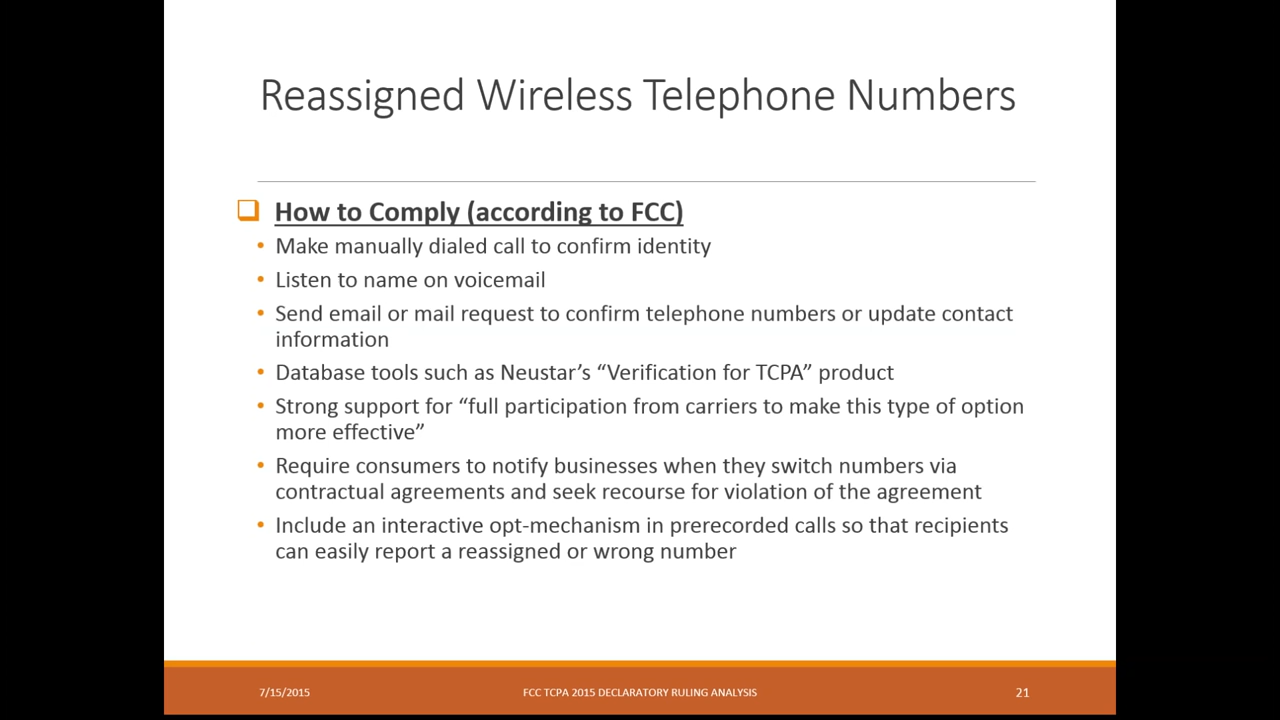 Reassigned Wireless Telephone Numbers
How to Comply (according to FCC)
• Make manually dialed call to confirm identity
• Listen to name on voicemail
• Send email or mail request to confirm telephone numbers or update contact
information
• Database tools such as Neustar’s “Verification for TCPA” product
• Strong support for “full participation from carriers to make this type of option
more effective”
• Require consumers to notify businesses when they switch numbers via
contractual agreements and seek recourse for violation of the agreement
• Include an interactive opt-mechanism in prerecorded calls so that recipients
can easily report a reassigned or wrong number
7/15/2015
FCC TCPA 2015 DECLARATORY RULING ANALYSIS
21